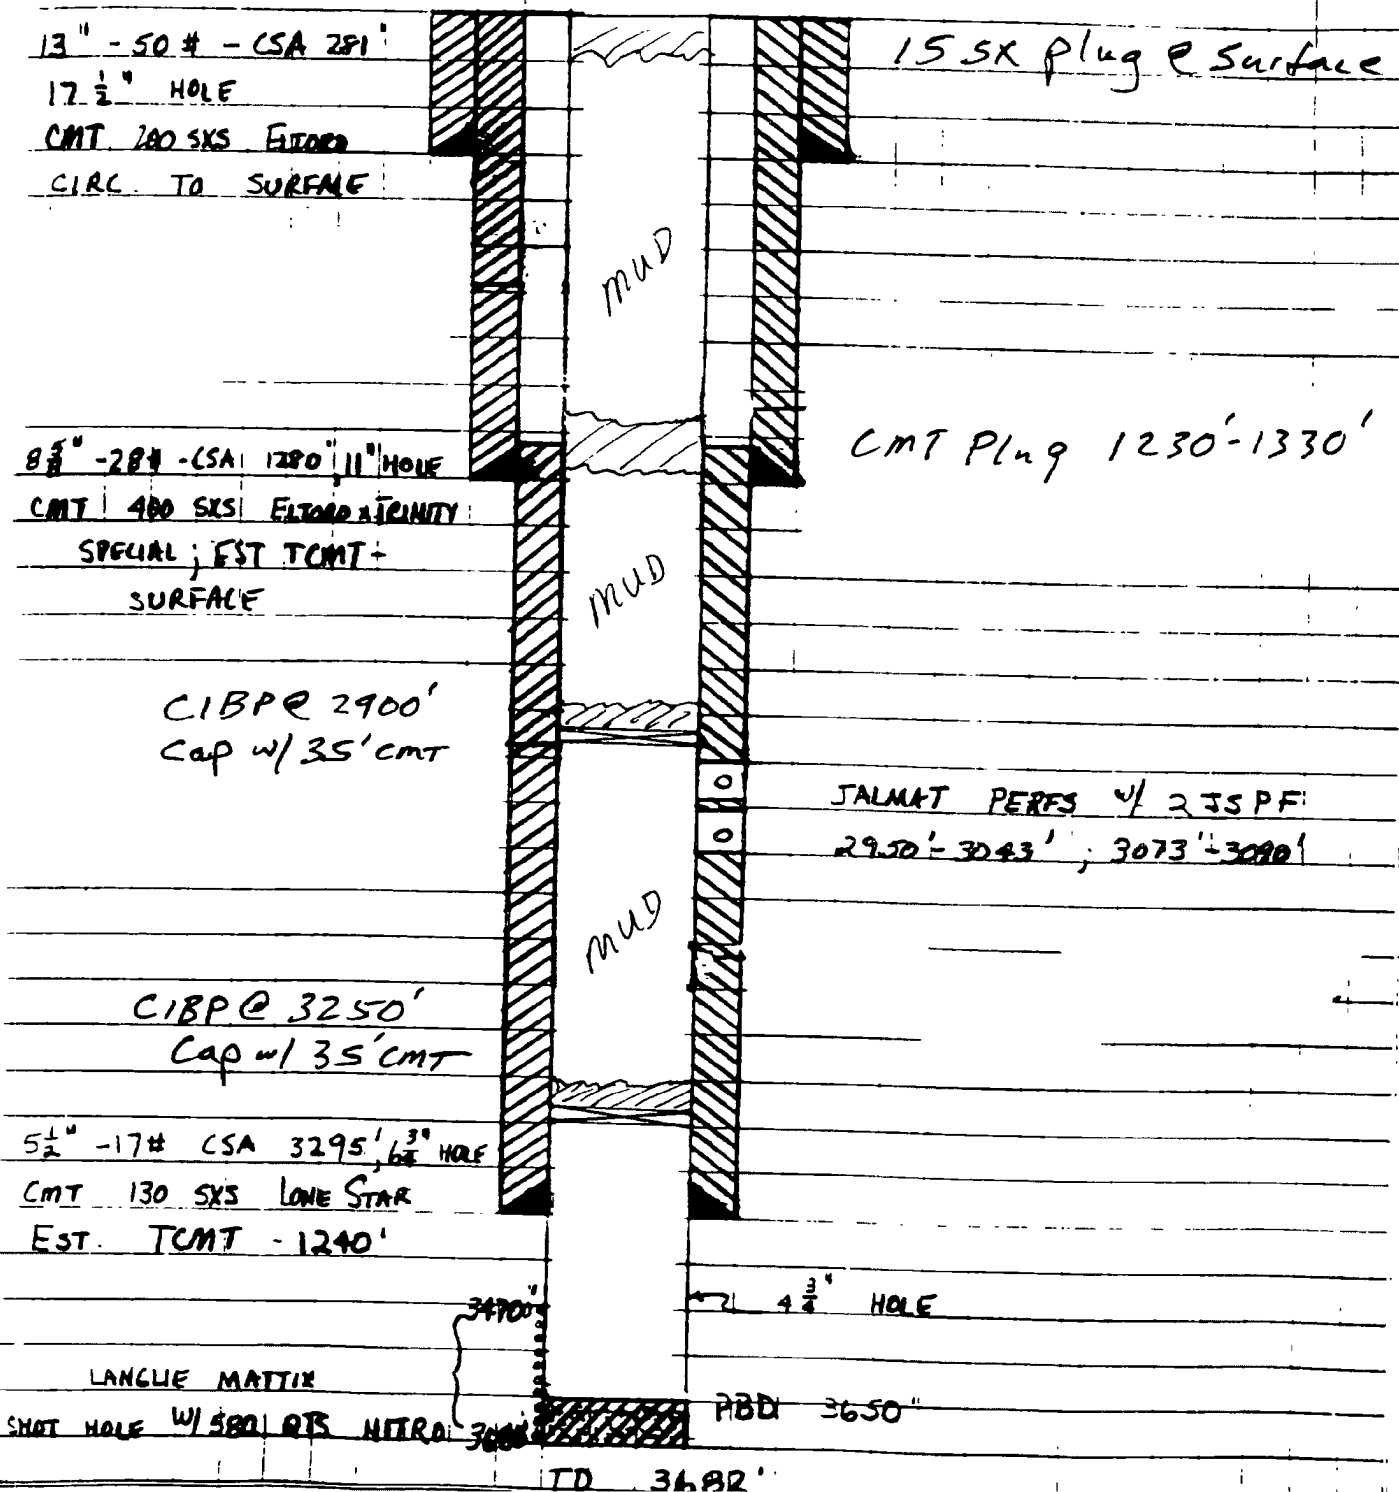 13" - 50 # - CSA 281'
17 1/2" HOLE
CMT 200 SXS ELTORO
CIRC. TO SURFACE
15 SX plug @ Surface
MUD
8 5/8" -28# -CSA 1280' 11" HOLE
CMT 400 SXS ELTORO & TRINITY
SPECIAL ; EST TCMT -
SURFACE
CMT Plug 1230'-1330'
MUD
CIBP @ 2900'
Cap w/ 35' CMT
JALMAT PERFS w/ 2 JSPF
2950'-3043' ; 3073'-3090'
MUD
CIBP @ 3250'
Cap w/ 35' CMT
5 1/2" -17# CSA 3295', 6 3/4" HOLE
CMT 130 SXS LONE STAR
EST. TCMT - 1240'
3470'
4 3/4" HOLE
LANGLIE MATTIX
SHOT HOLE W/ 580 QTS NITRO
PBD 3650'
TD 3682'